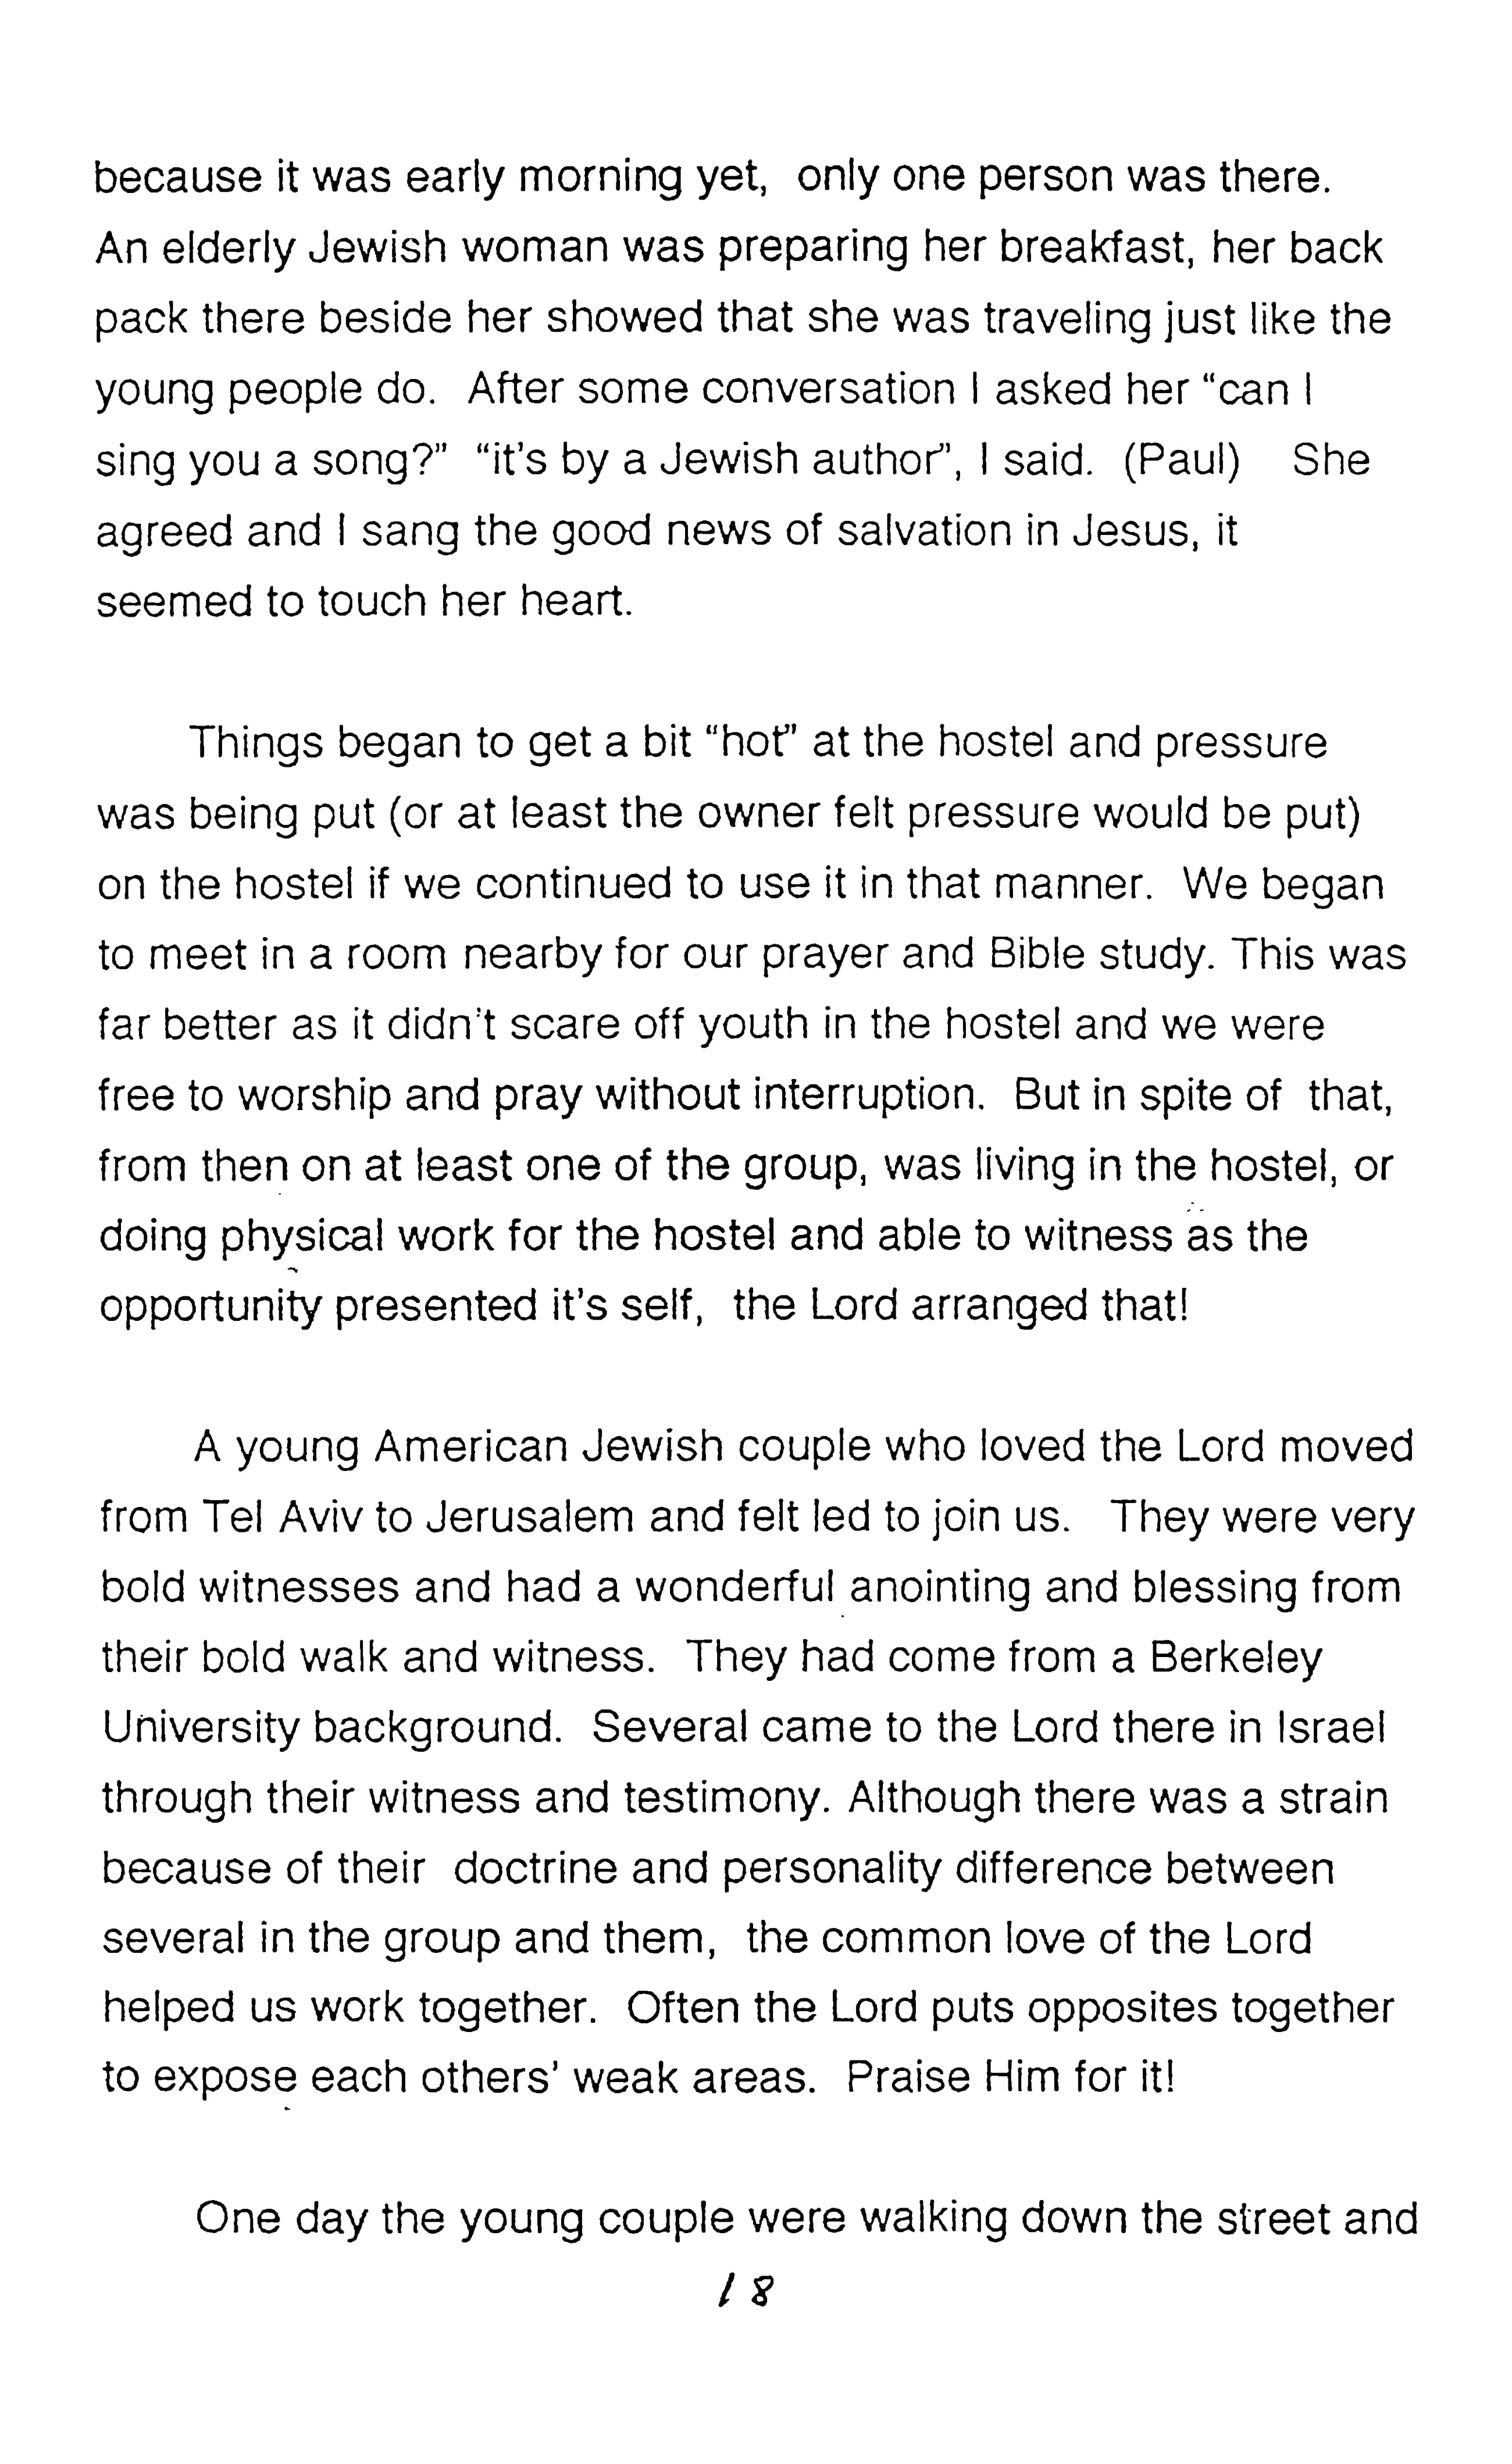 because it was early morning yet, only one person was there.
An elderly Jewish woman was preparing her breakfast, her back
pack there beside her showed that she was traveling just like the
young people do. After some conversation I asked her “can I
sing you a song?” “it's by a Jewish author”, I said. (Paul) She
agreed and I sang the good news of salvation in Jesus, it
seemed to touch her heart.
Things began to get a bit “hot” at the hostel and pressure
was being put (or at least the owner felt pressure would be put)
on the hostel if we continued to use it in that manner. We began
to meet in a room nearby for our prayer and Bible study. This was
far better as it didn't scare off youth in the hostel and we were
free to worship and pray without interruption. But in spite of that,
from then on at least one of the group, was living in the hostel, or
doing physical work for the hostel and able to witness as the
opportunity presented it's self, the Lord arranged that!
A young American Jewish couple who loved the Lord moved
from Tel Aviv to Jerusalem and felt led to join us. They were very
bold witnesses and had a wonderful anointing and blessing from
their bold walk and witness. They had come from a Berkeley
University background. Several came to the Lord there in Israel
through their witness and testimony. Although there was a strain
because of their doctrine and personality difference between
several in the group and them, the common love of the Lord
helped us work together. Often the Lord puts opposites together
to expose each others' weak areas. Praise Him for it!
One day the young couple were walking down the street and
18